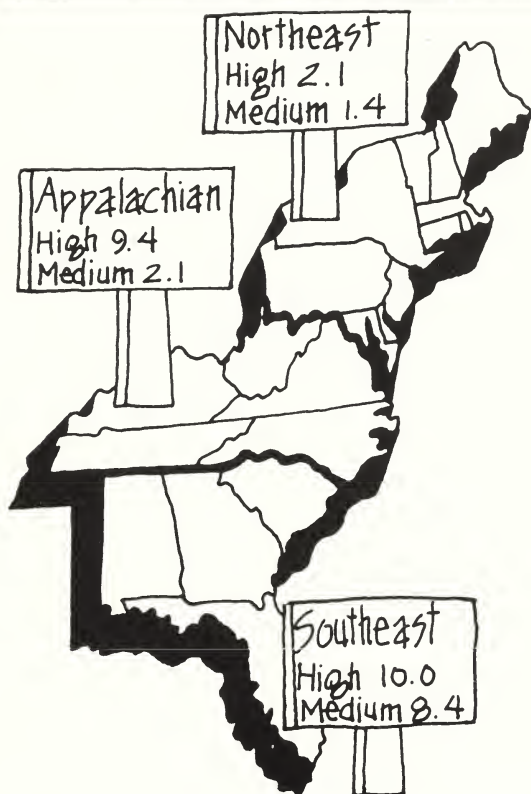 Northeast
High 2.1
Medium 1.4
Appalachian
High 9.4
Medium 2.1
Southeast
High 10.0
Medium 8.4